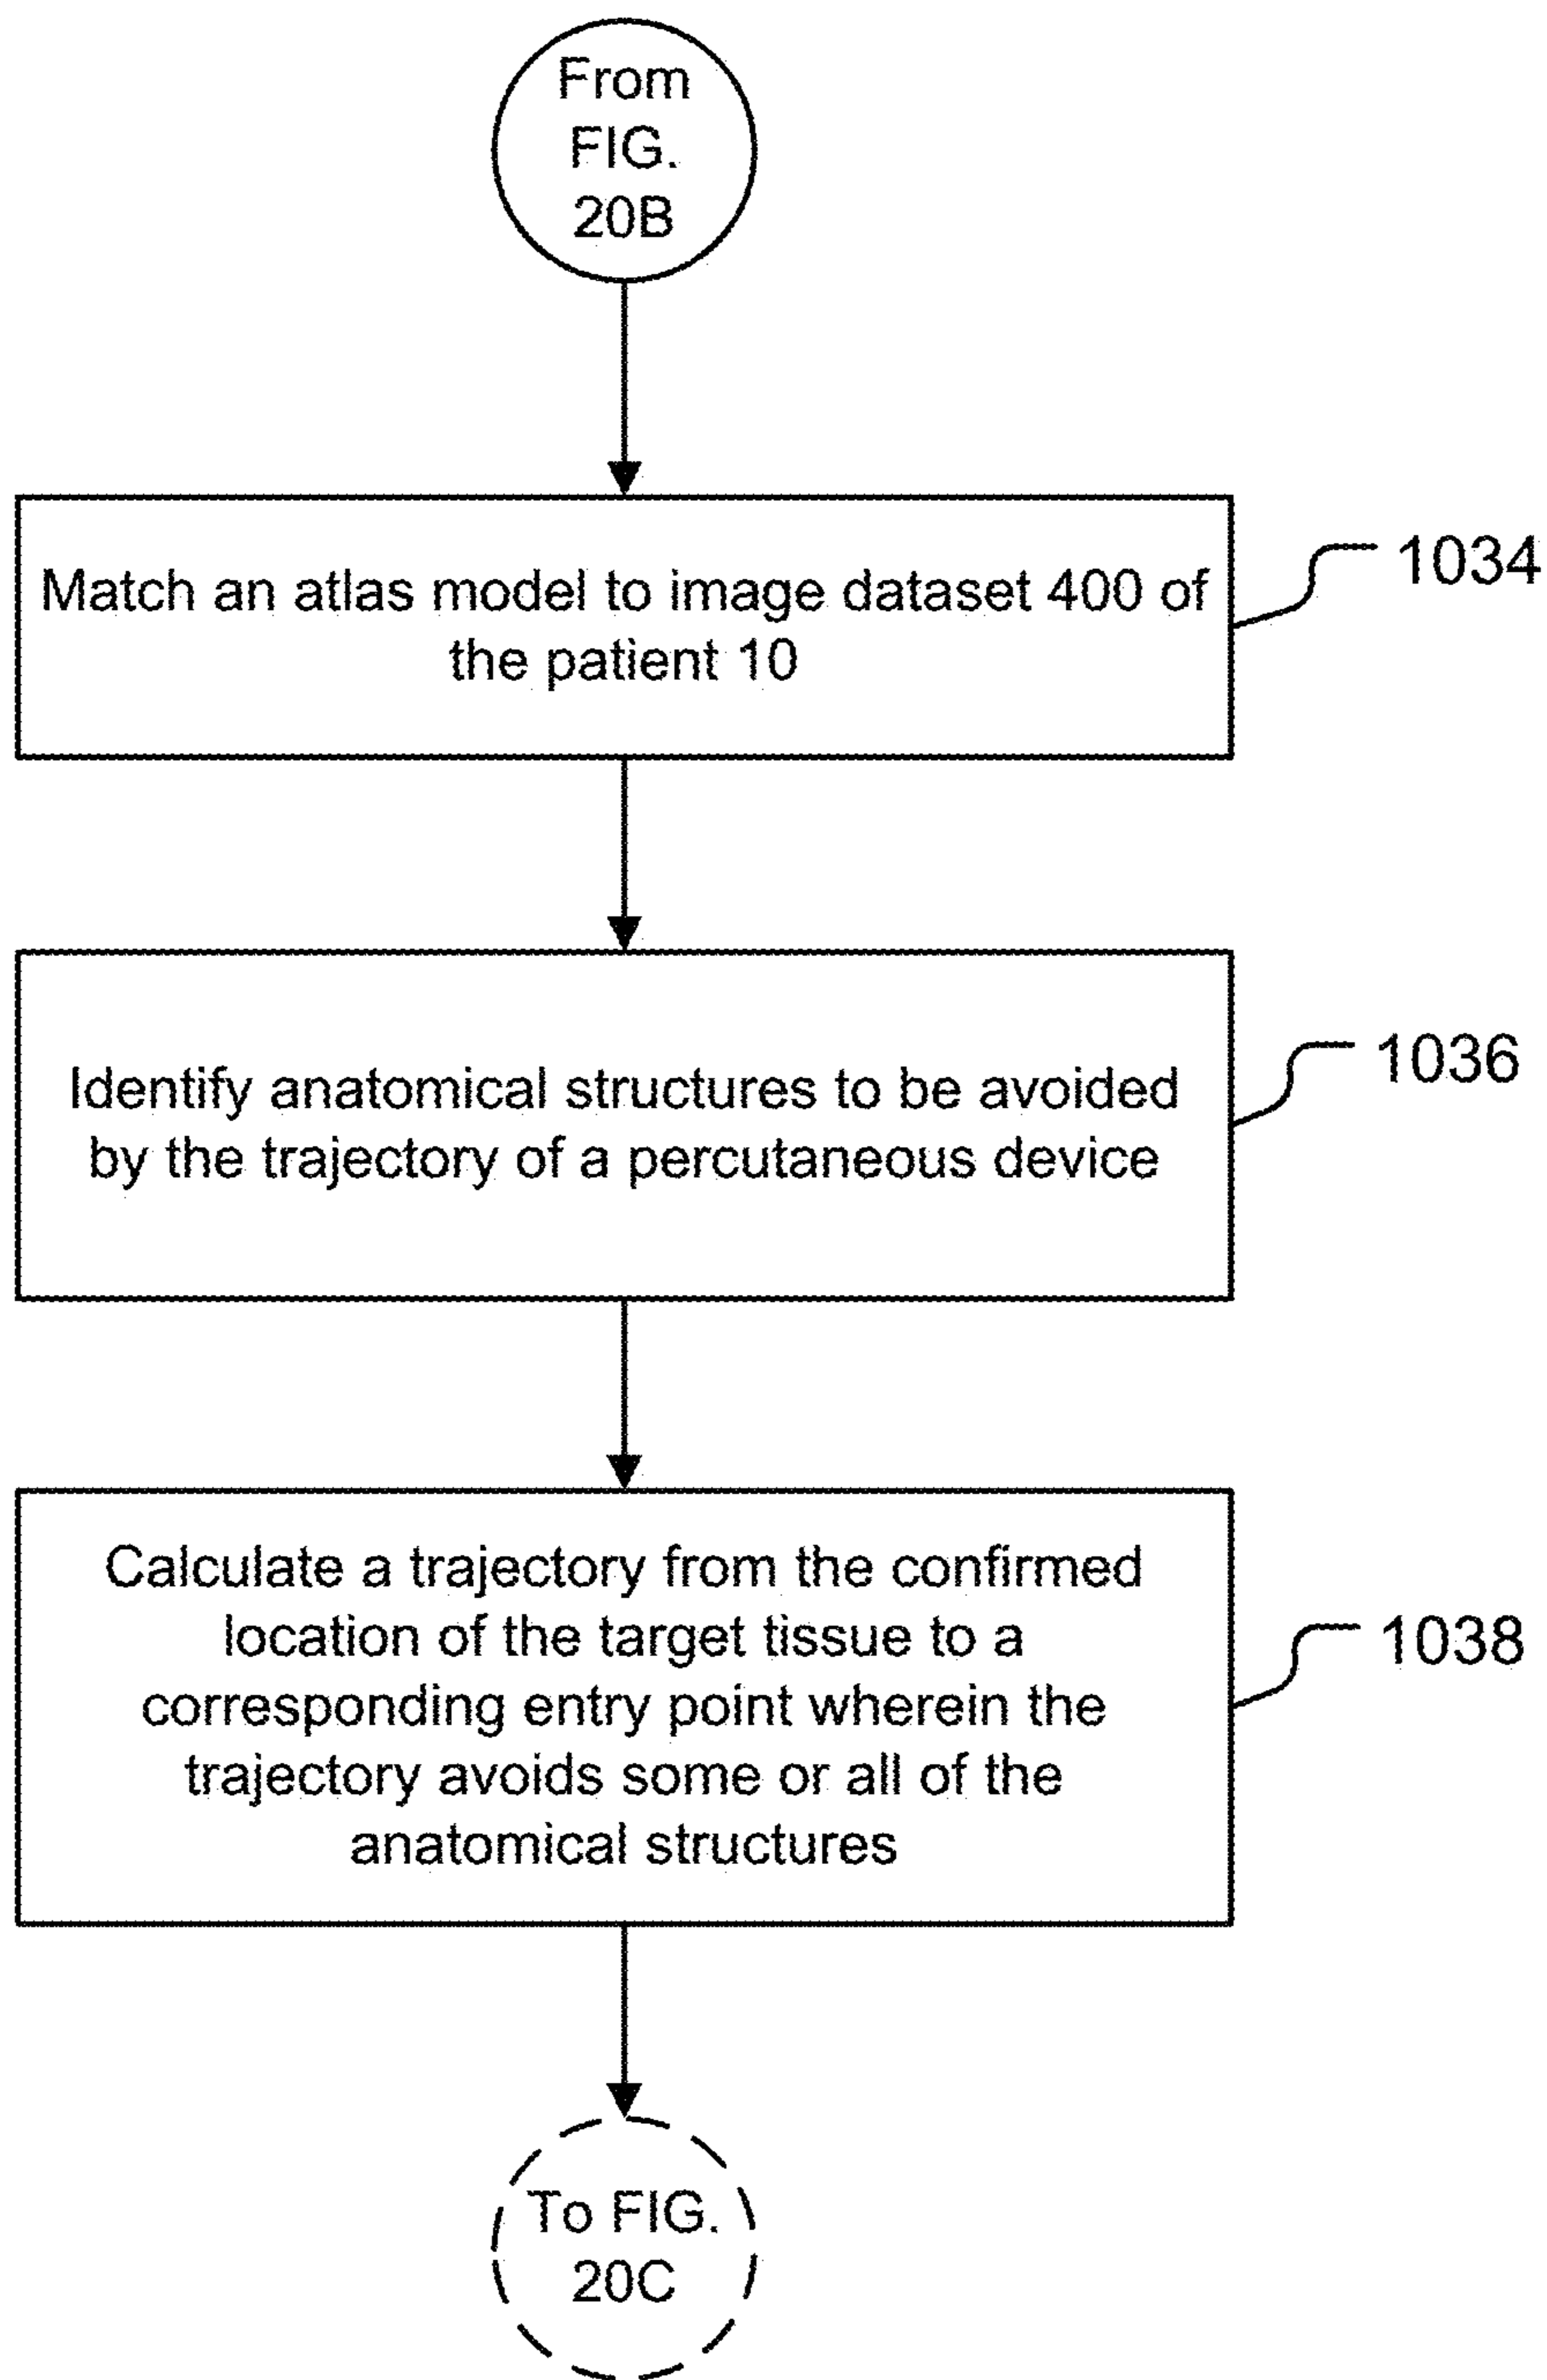 From
FIG.
20B
Match an atlas model to image dataset 400 of
the patient 10
1034
Identify anatomical structures to be avoided
by the trajectory of a percutaneous device
1036
Calculate a trajectory from the confirmed
location of the target tissue to a
corresponding entry point wherein the
trajectory avoids some or all of the
anatomical structures
1038
To FIG.
20C